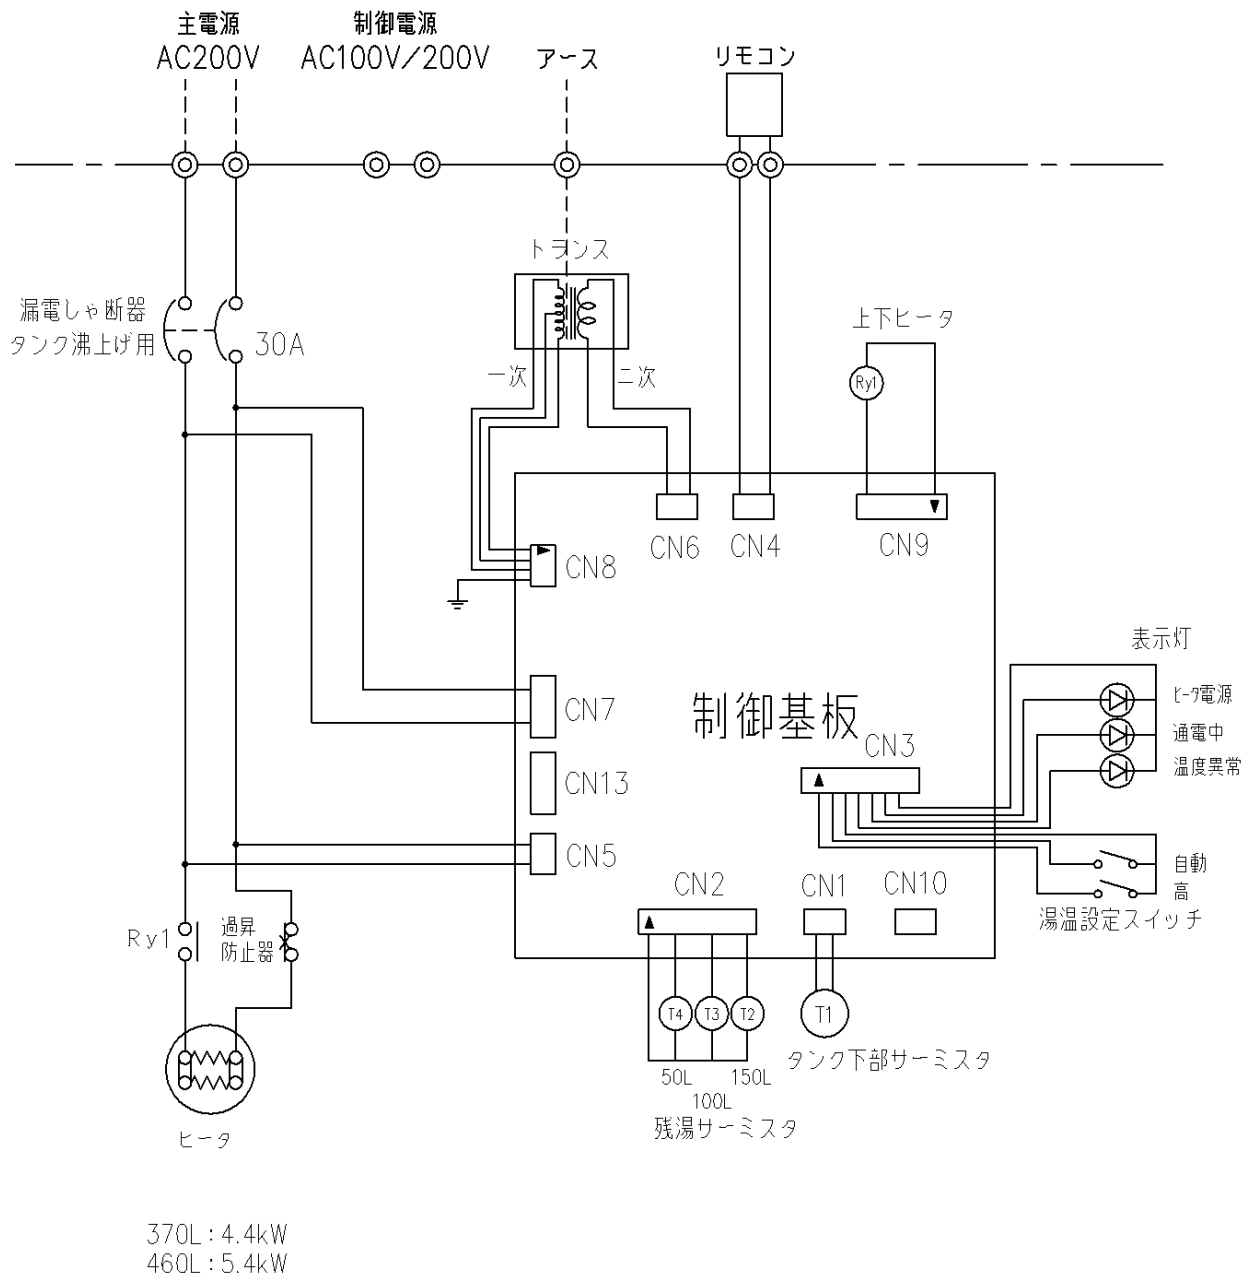 主電源
AC200V
制御電源
AC100V/200V
アース
リモコン
トランス
漏電しゃ断器
タンク沸上げ用
30A
一次
二次
上下ヒータ
Ry1
CN6
CN4
CN9
CN8
表示灯
ヒータ電源
通電中
温度異常
CN7
制御基板
CN3
CN13
CN5
自動
高
湯温設定スイッチ
CN2
CN1
CN10
Ry1
過昇
防止器
T4
T3
T2
T1
タンク下部サーミスタ
50L
150L
100L
残湯サーミスタ
ヒータ
370L:4.4kW
460L:5.4kW